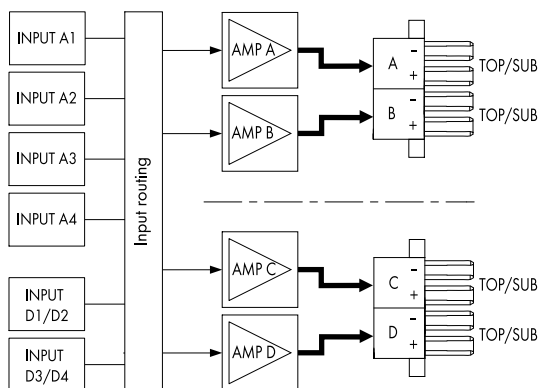 INPUT A1
INPUT A2
INPUT A3
INPUT A4
INPUT
D1/D2
INPUT
D3/D4
Input routing
AMP A
AMP B
AMP C
AMP D
A - +
TOP/SUB
B - +
TOP/SUB
C - +
TOP/SUB
D - +
TOP/SUB